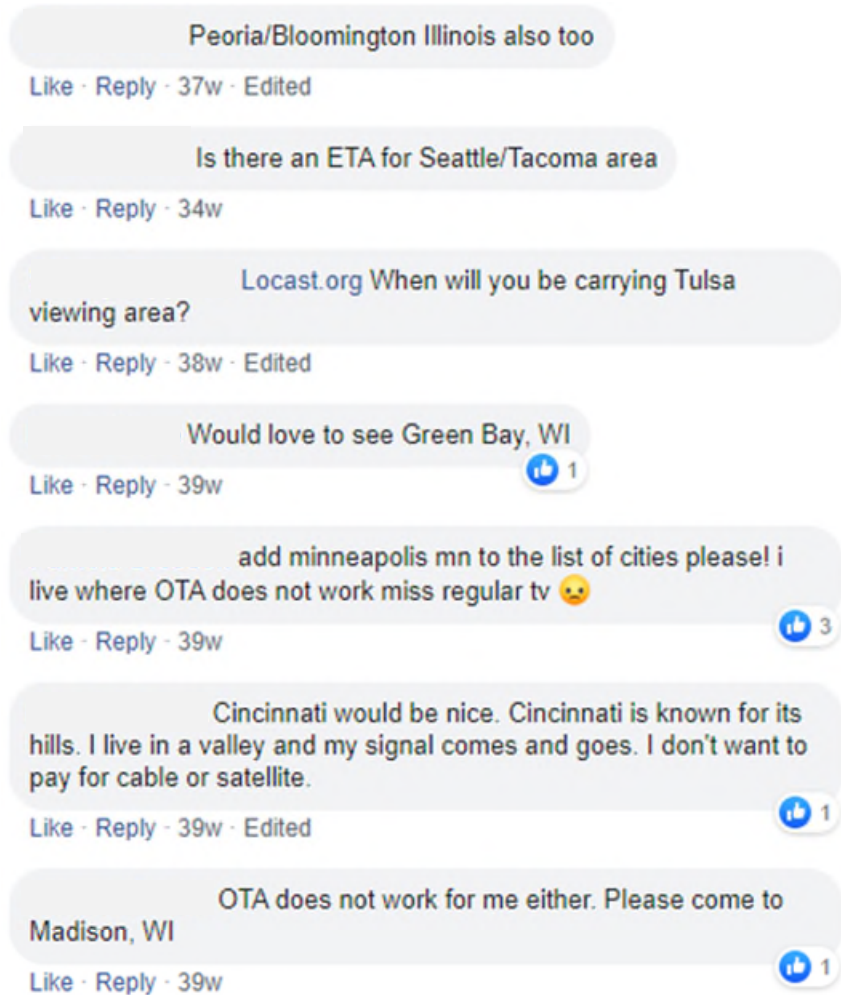 Peoria/Bloomington Illinois also too
Like · Reply · 37w · Edited
Is there an ETA for Seattle/Tacoma area
Like · Reply · 34w
Locast.org When will you be carrying Tulsa
viewing area?
Like · Reply · 38w · Edited
Would love to see Green Bay, WI
1
Like · Reply · 39w
add minneapolis mn to the list of cities please! i
live where OTA does not work miss regular tv 😞
3
Like · Reply · 39w
Cincinnati would be nice. Cincinnati is known for its
hills. I live in a valley and my signal comes and goes. I don't want to
pay for cable or satellite.
1
Like · Reply · 39w · Edited
OTA does not work for me either. Please come to
Madison, WI
1
Like · Reply · 39w